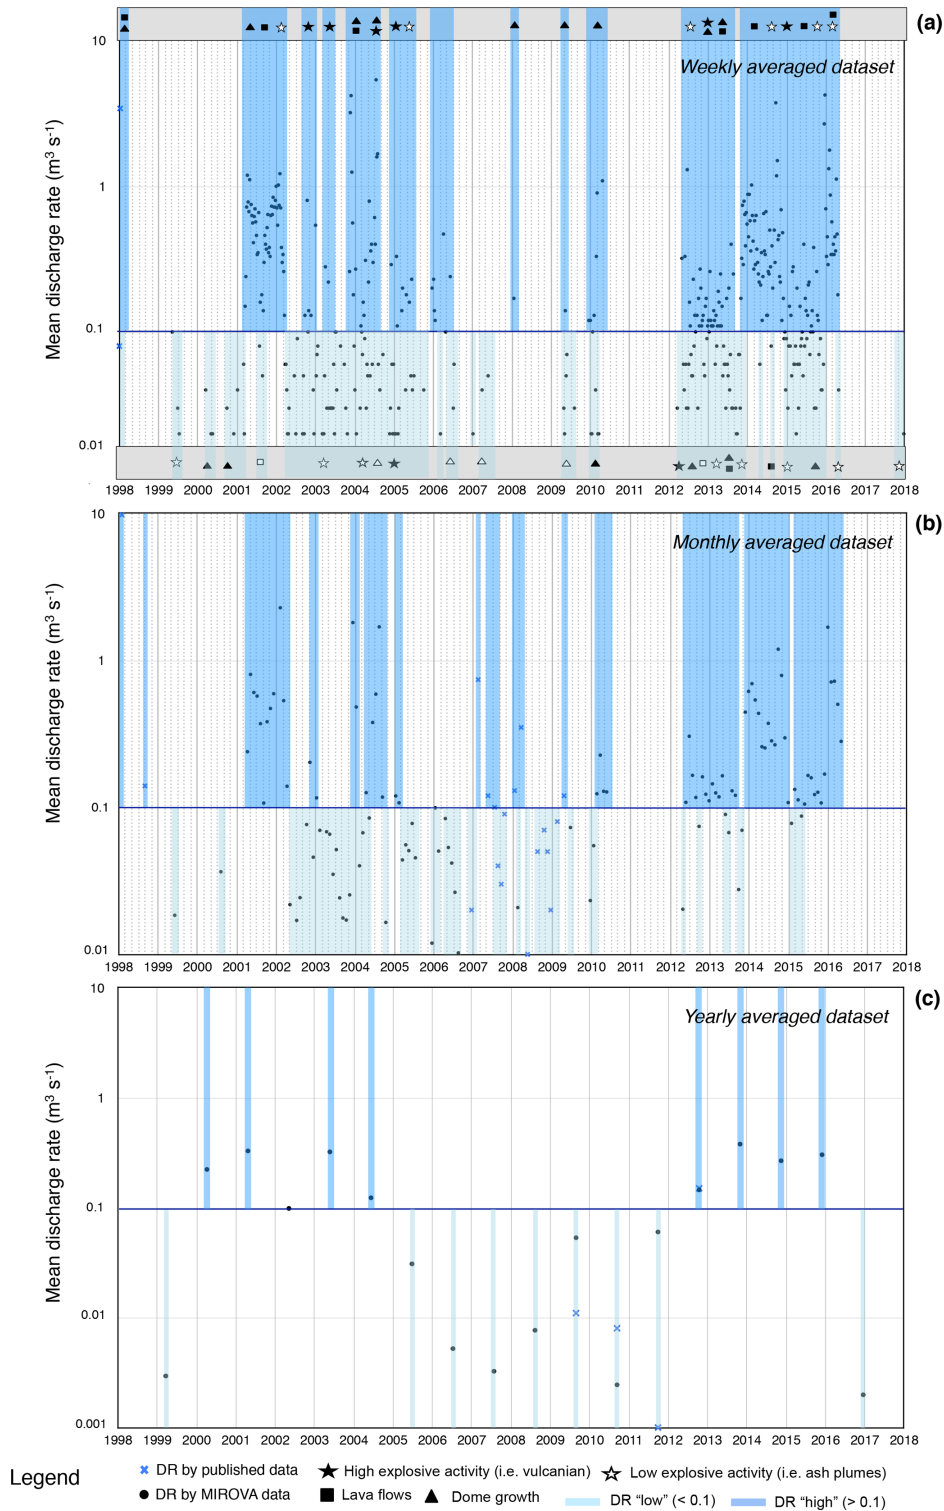 (a)
10
Weekly averaged dataset
Mean discharge rate (m³ s⁻¹)
1
0.1
0.01
1998 1999 2000 2001 2002 2003 2004 2005 2006 2007 2008 2009 2010 2011 2012 2013 2014 2015 2016 2017 2018
(b)
10
Monthly averaged dataset
Mean discharge rate (m³ s⁻¹)
1
0.1
0.01
1998 1999 2000 2001 2002 2003 2004 2005 2006 2007 2008 2009 2010 2011 2012 2013 2014 2015 2016 2017 2018
(c)
10
Yearly averaged dataset
Mean discharge rate (m³ s⁻¹)
1
0.1
0.01
0.001
1998 1999 2000 2001 2002 2003 2004 2005 2006 2007 2008 2009 2010 2011 2012 2013 2014 2015 2016 2017 2018
Legend
DR by published data
High explosive activity (i.e. vulcanian)
Low explosive activity (i.e. ash plumes)
DR by MIROVA data
Lava flows
Dome growth
DR “low” (< 0.1)
DR “high” (> 0.1)